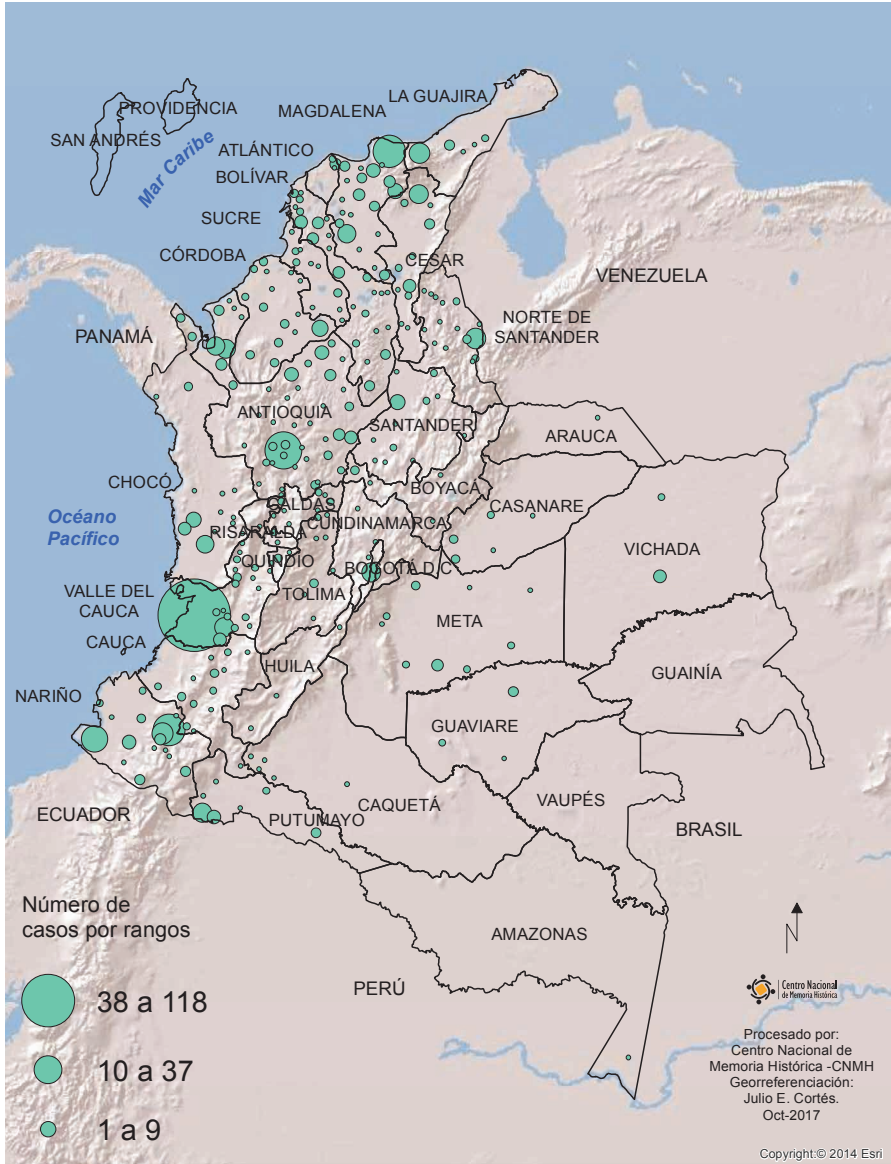 LA GUAJIRA
MAGDALENA
PROVIDENCIA
SAN ANDRÉS
Mar Caribe
ATLÁNTICO
BOLÍVAR
SUCRE
CÓRDOBA
CESAR
VENEZUELA
PANAMÁ
NORTE DE
SANTANDER
ANTIOQUIA
SANTANDER
ARAUCA
CHOCÓ
BOYACÁ
CALDAS
CASANARE
Océano
Pacífico
CUNDINAMARCA
RISARALDA
VICHADA
QUINDÍO
BOGOTÁ D.C
VALLE DEL
CAUCA
TOLIMA
META
CAUCA
HUILA
GUAINÍA
NARIÑO
GUAVIARE
CAQUETÁ
VAUPÉS
ECUADOR
PUTUMAYO
BRASIL
Número de
casos por rangos
38 a 118
10 a 37
1 a 9
AMAZONAS
PERÚ
N
Centro Nacional
de Memoria Histórica
Procesado por:
Centro Nacional de
Memoria Histórica -CNMH
Georreferenciación:
Julio E. Cortés.
Oct-2017
Copyright:© 2014 Esri